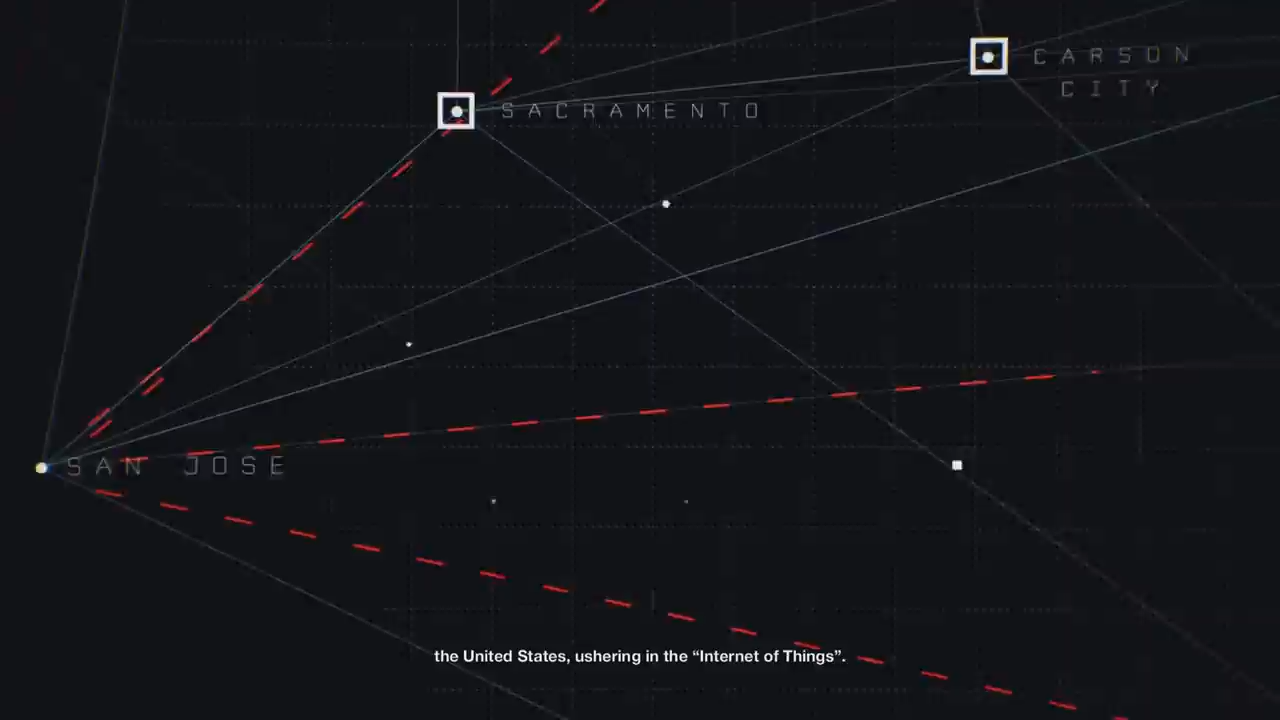 CARSON
CITY
SACRAMENTO
SAN JOSE
the United States, ushering in the “Internet of Things”.